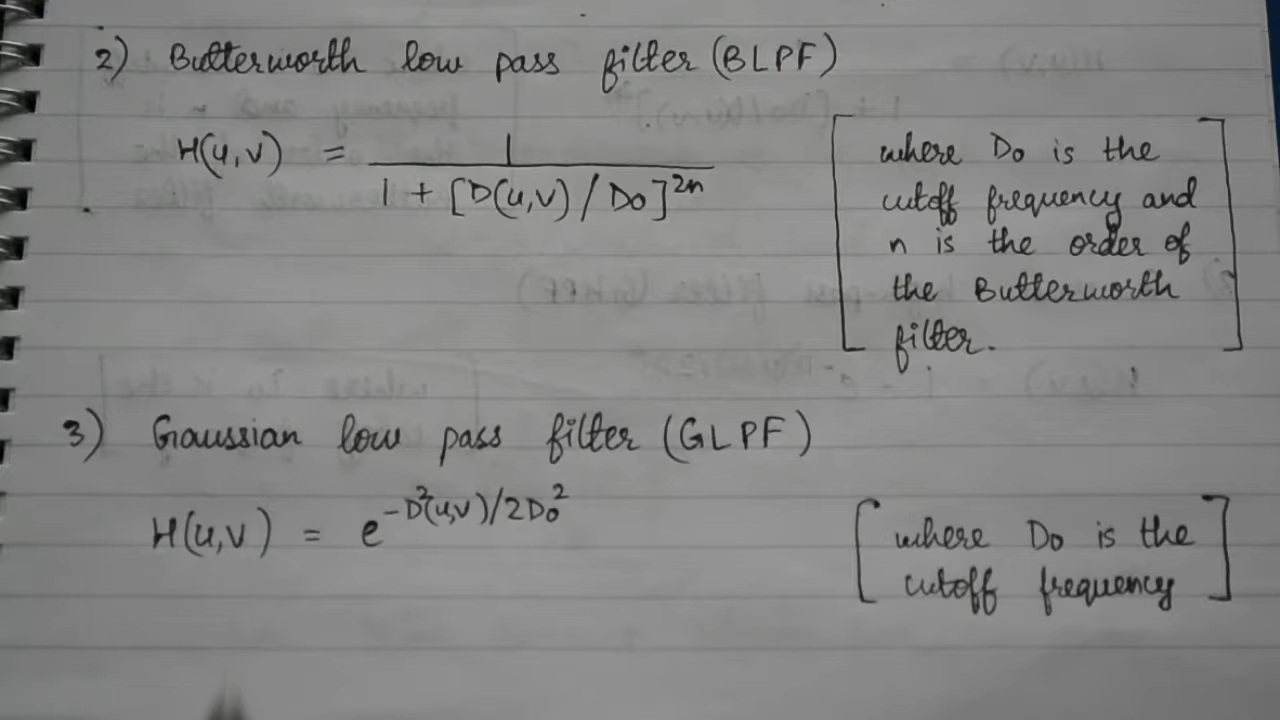 2) Butterworth low pass filter (BLPF)
H(u,v) = 1 / 1 + [D(u,v) / Do]^2n
[where Do is the
cutoff frequency and
n is the order of
the Butterworth
filter.]
3) Gaussian low pass filter (GLPF)
H(u,v) = e^-D²(u,v)/2Do²
[where Do is the
cutoff frequency]